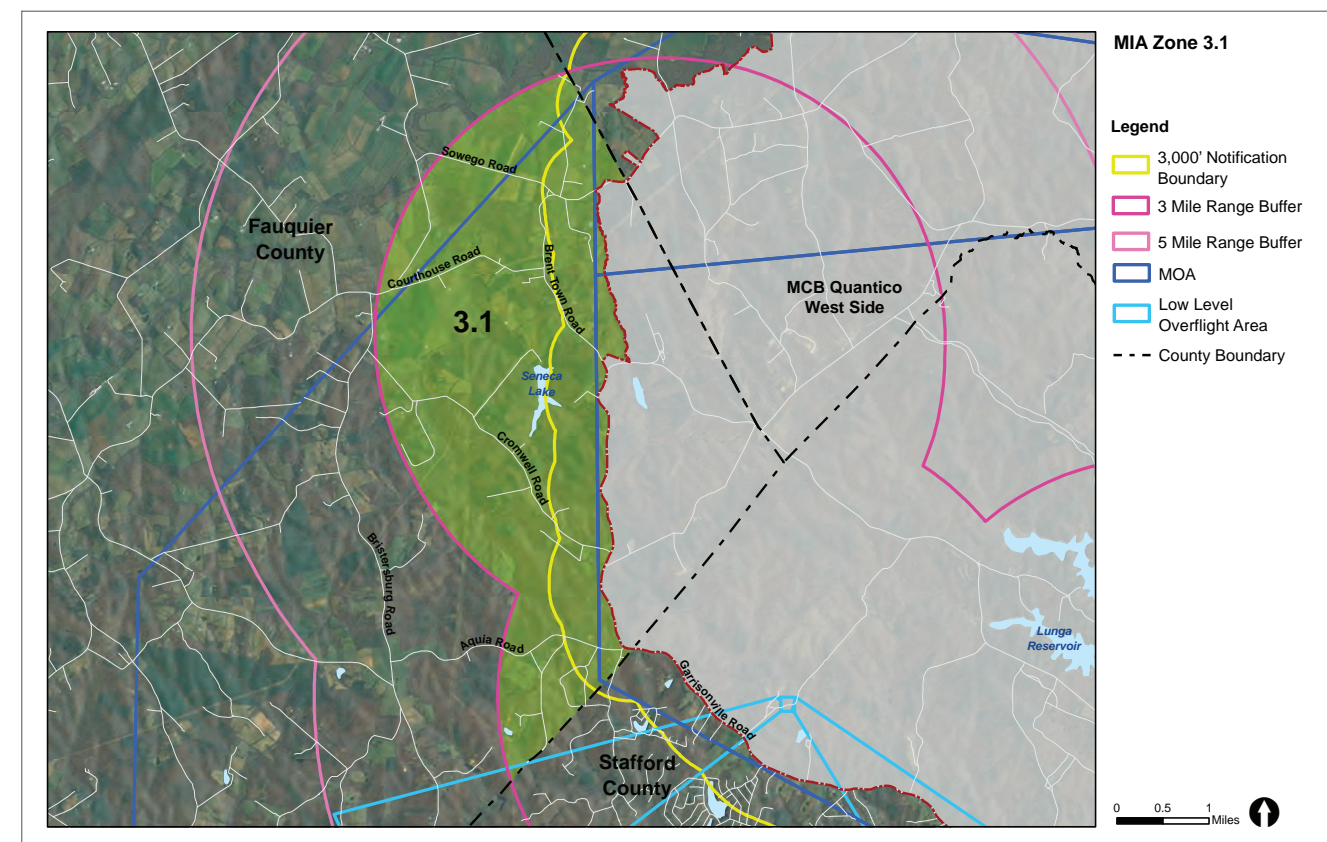 MIA Zone 3.1
Legend
3,000' Notification
Boundary
3 Mile Range Buffer
5 Mile Range Buffer
MOA
Low Level
Overflight Area
County Boundary
Sowego Road
Fauquier
County
Courthouse Road
Brent Town Road
3.1
MCB Quantico
West Side
Seneca
Lake
Cromwell Road
Bristersburg Road
Aquia Road
Garrisonville Road
Lunga
Reservoir
Stafford
County
0 0.5 1
Miles